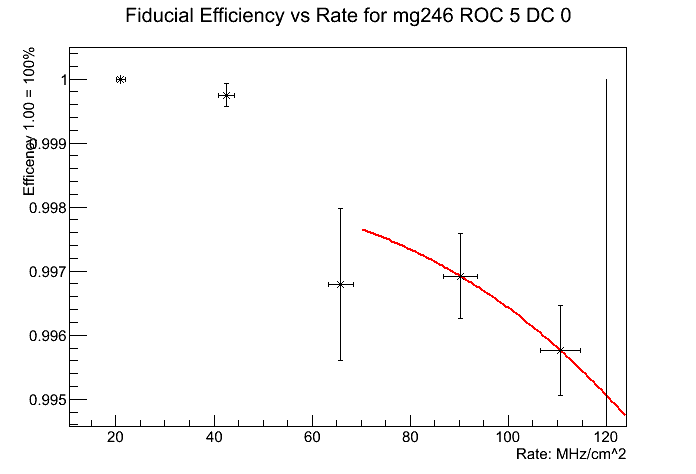 Fiducial Efficiency vs Rate for mg246 ROC 5 DC 0
Efficency 1.00 = 100%
1
0.999
0.998
0.997
0.996
0.995
20 40 60 80 100 120
Rate: MHz/cm^2